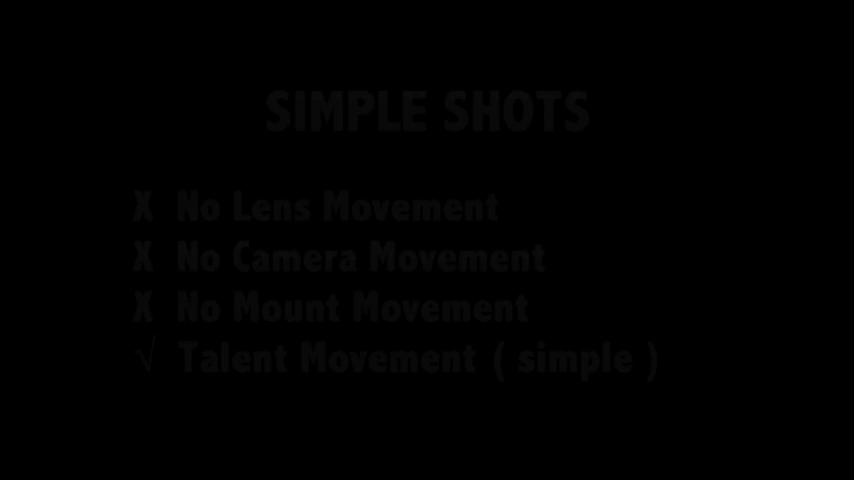 SIMPLE SHOTS
X No Lens Movement
X No Camera Movement
X No Mount Movement
√ Talent Movement ( simple )